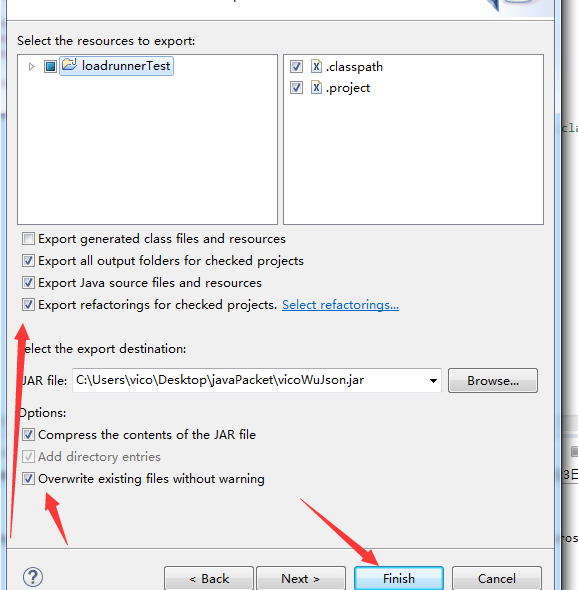 Select the resources to export:
loadrunnerTest
.classpath
.project
Export generated class files and resources
Export all output folders for checked projects
Export Java source files and resources
Export refactorings for checked projects. Select refactorings...
Select the export destination:
JAR file: C:\Users\vico\Desktop\javaPacket\vicoWuJson.jar Browse...
Options:
Compress the contents of the JAR file
Add directory entries
Overwrite existing files without warning
< Back Next > Finish Cancel